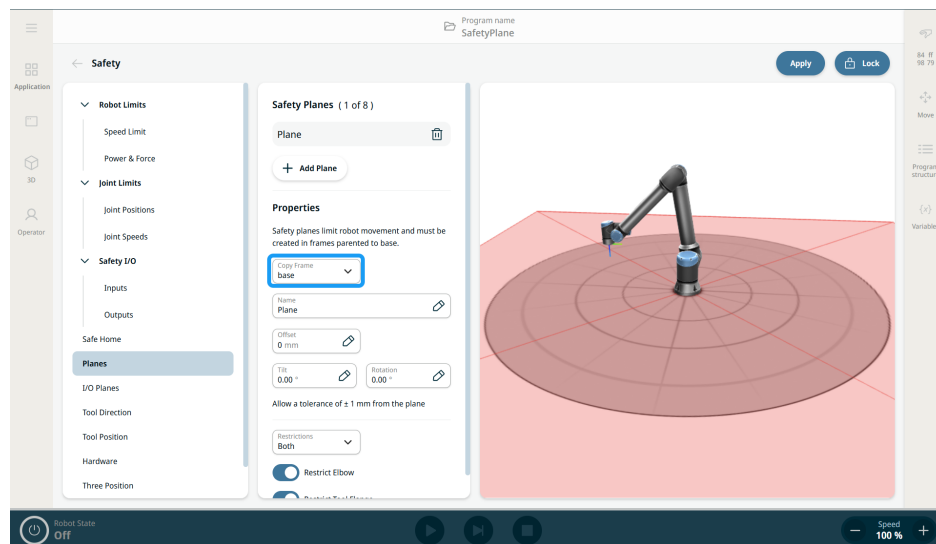 Program name
SafetyPlane
Safety
Apply
Lock
84 ff
98 79
Application
3D
Operator
Move
Program
structur
{x}
Variable
Robot Limits
Speed Limit
Power & Force
Joint Limits
Joint Positions
Joint Speeds
Safety I/O
Inputs
Outputs
Safe Home
Planes
I/O Planes
Tool Direction
Tool Position
Hardware
Three Position
Safety Planes ( 1 of 8 )
Plane
Add Plane
Properties
Safety planes limit robot movement and must be
created in frames parented to base.
Copy Frame
base
Name
Plane
Offset
0 mm
Tilt
0.00 °
Rotation
0.00 °
Allow a tolerance of ± 1 mm from the plane
Restrictions
Both
Restrict Elbow
Restrict Tool Flange
Robot State
Off
Speed
100 %